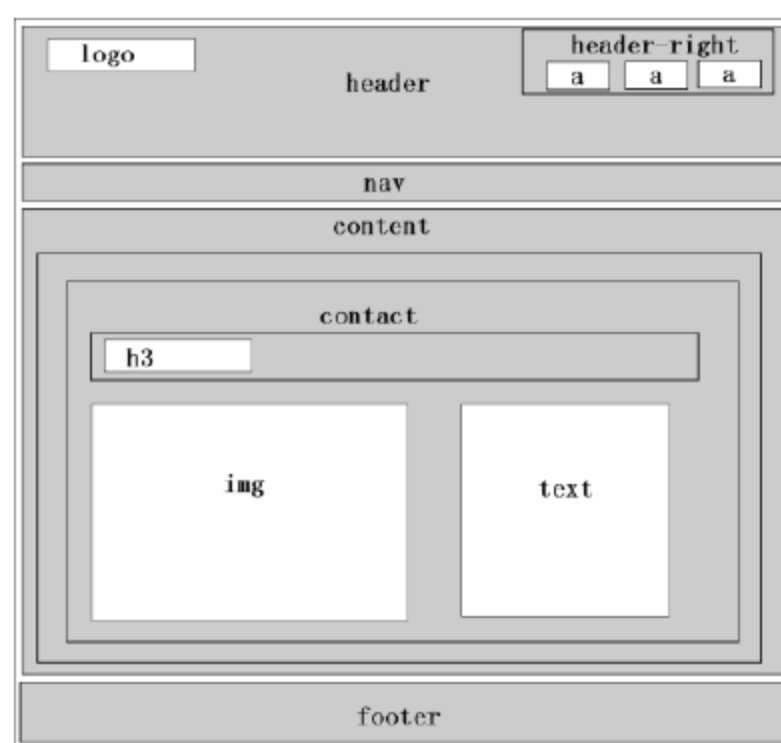 logo
header-right
a a a
header
nav
content
contact
h3
img
text
footer